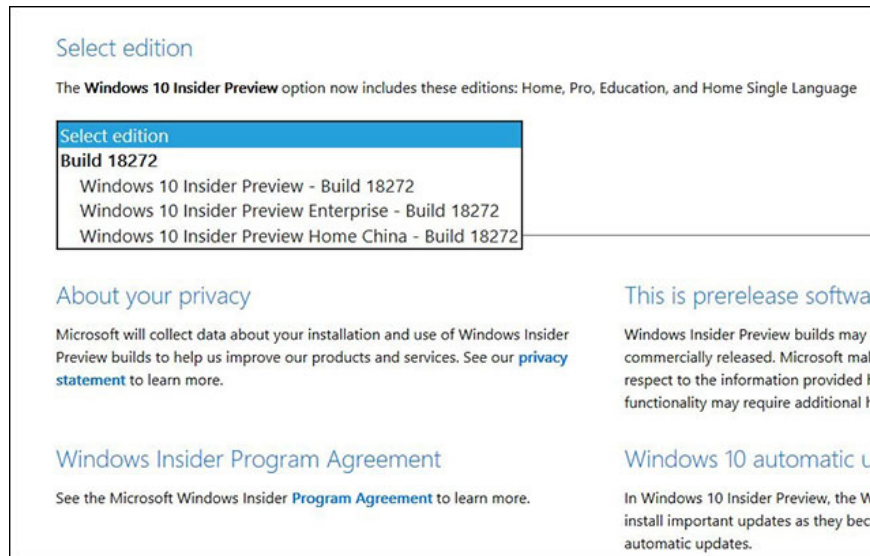 Select edition
The Windows 10 Insider Preview option now includes these editions: Home, Pro, Education, and Home Single Language
Select edition
Build 18272
Windows 10 Insider Preview - Build 18272
Windows 10 Insider Preview Enterprise - Build 18272
Windows 10 Insider Preview Home China - Build 18272
About your privacy
Microsoft will collect data about your installation and use of Windows Insider
Preview builds to help us improve our products and services. See our privacy
statement to learn more.
This is prerelease
Windows Insider Preview builds may
commercially released. Microsoft
respect to the information provided
functionality may require additional
Windows Insider Program Agreement
See the Microsoft Windows Insider Program Agreement to learn more.
Windows 10 automatic
In Windows 10 Insider Preview, the
install important updates as they
automatic updates.